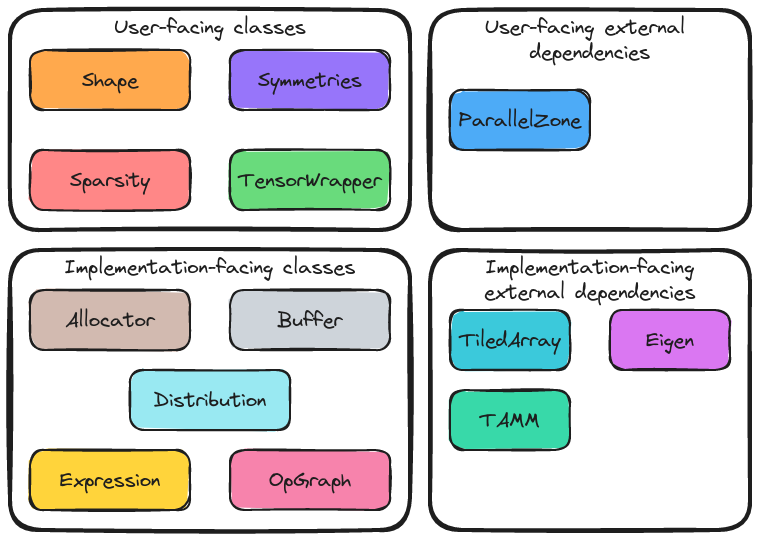 User-facing classes
Shape
Symmetries
Sparsity
TensorWrapper
User-facing external
dependencies
ParallelZone
Implementation-facing classes
Allocator
Buffer
Distribution
Expression
OpGraph
Implementation-facing
external dependencies
TiledArray
Eigen
TAMM